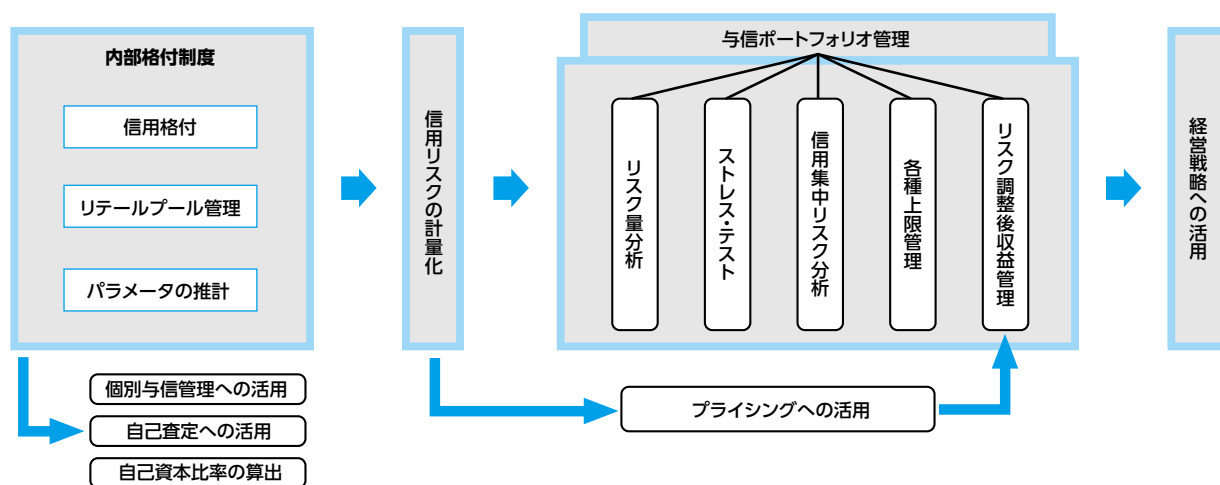 内部格付制度
信用格付
リテールプール管理
パラメータの推計
個別与信管理への活用
自己査定への活用
自己資本比率の算出
信用リスクの計量化
与信ポートフォリオ管理
リスク量分析
ストレス・テスト
信用集中リスク分析
各種上限管理
リスク調整後収益管理
プライシングへの活用
経営戦略への活用